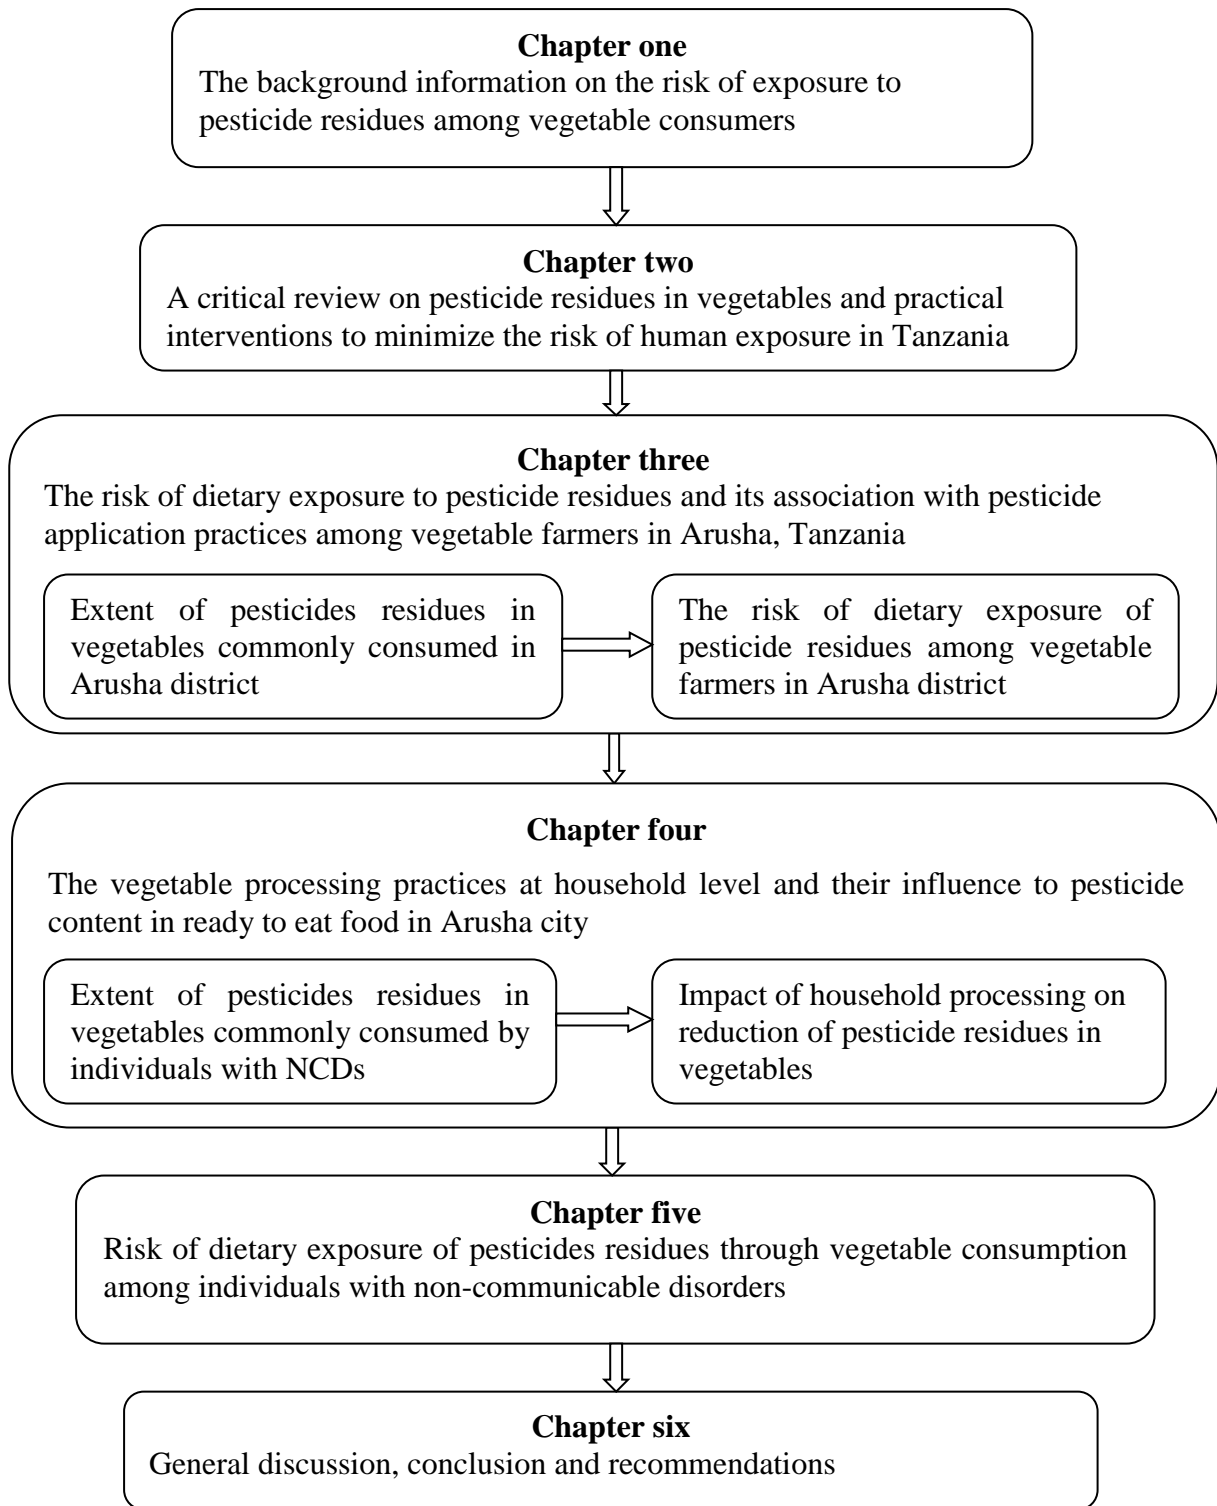 Chapter one
The background information on the risk of exposure to
pesticide residues among vegetable consumers
Chapter two
A critical review on pesticide residues in vegetables and practical
interventions to minimize the risk of human exposure in Tanzania
Chapter three
The risk of dietary exposure to pesticide residues and its association with pesticide
application practices among vegetable farmers in Arusha, Tanzania
Extent of pesticides residues in
vegetables commonly consumed in
Arusha district
The risk of dietary exposure of
pesticide residues among vegetable
farmers in Arusha district
Chapter four
The vegetable processing practices at household level and their influence to pesticide
content in ready to eat food in Arusha city
Extent of pesticides residues in
vegetables commonly consumed by
individuals with NCDs
Impact of household processing on
reduction of pesticide residues in
vegetables
Chapter five
Risk of dietary exposure of pesticides residues through vegetable consumption
among individuals with non-communicable disorders
Chapter six
General discussion, conclusion and recommendations